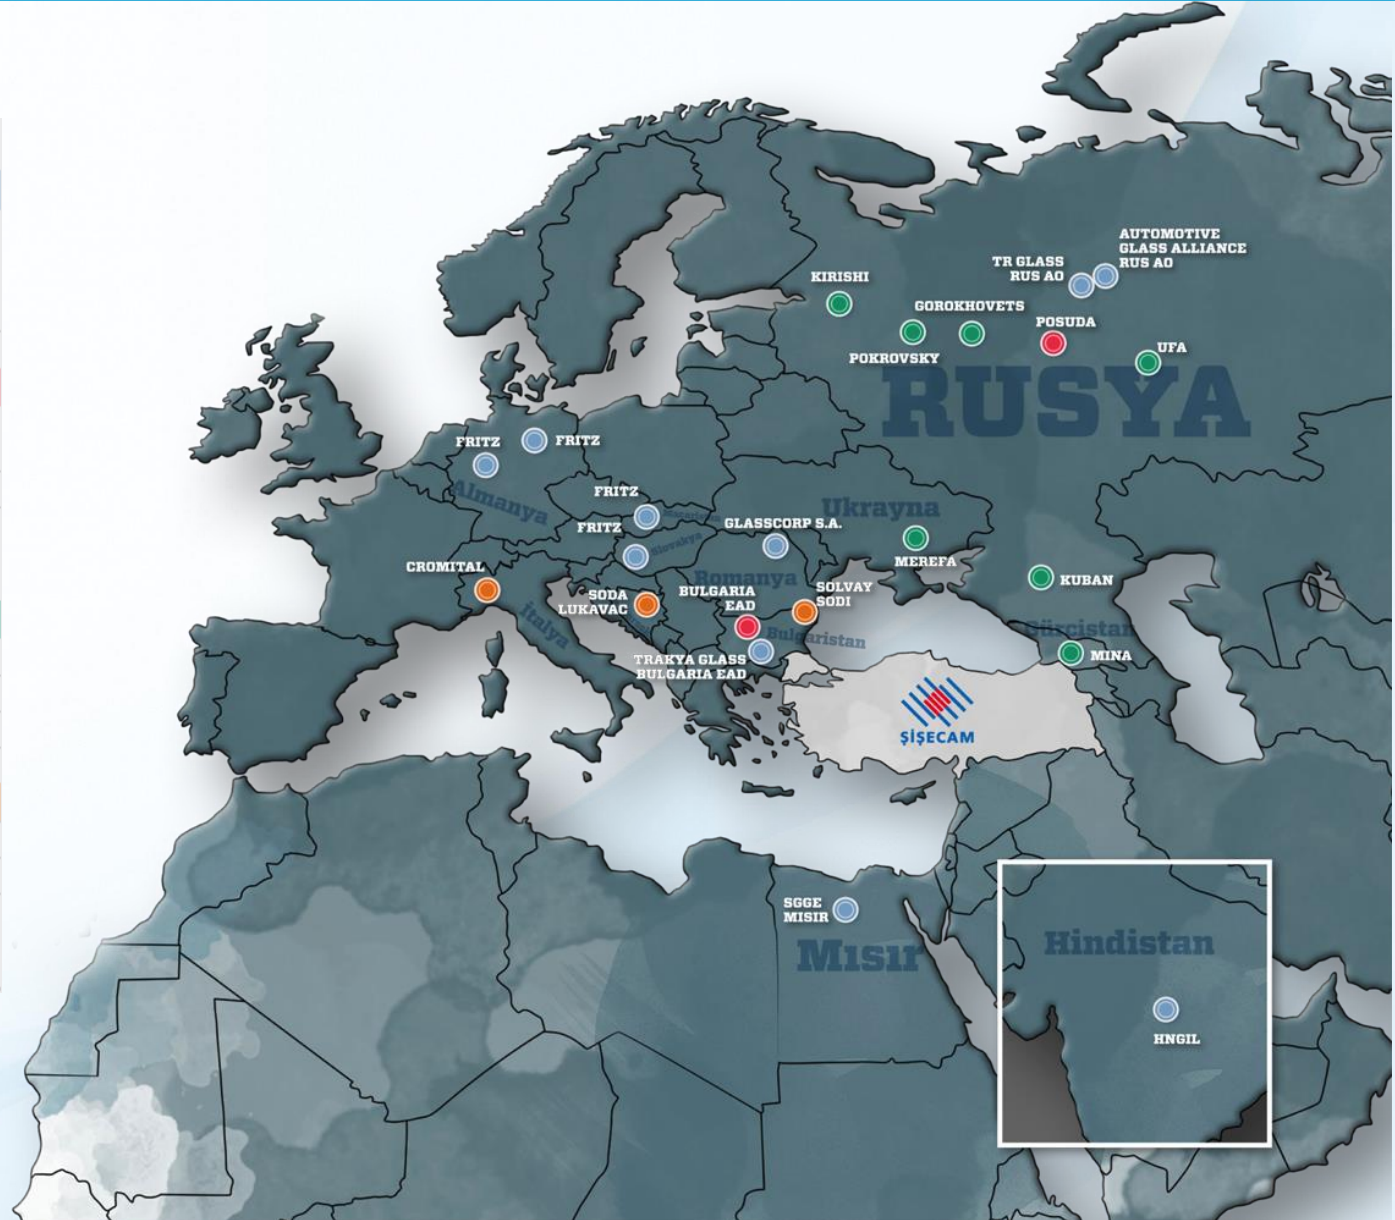 AUTOMOTIVE
GLASS ALLIANCE
RUS AO
TR GLASS
RUS AO
KIRISHI
GOROKHOVETS
POSUDA
POKROVSKY
UFA
RUSYA
FRITZ
FRITZ
Almanya
FRITZ
FRITZ
Slovakya
GLASSCORP S.A.
Ukrayna
MEREFA
CROMITAL
Romanya
KUBAN
SODA
LUKAVAC
BULGARIA
EAD
SOLVAY
SODI
İtalya
Bulgaristan
Gürcistan
MINA
TRAKYA GLASS
BULGARIA EAD
ŞİŞECAM
SGGE
MISIR
Mısır
Hindistan
HNGIL